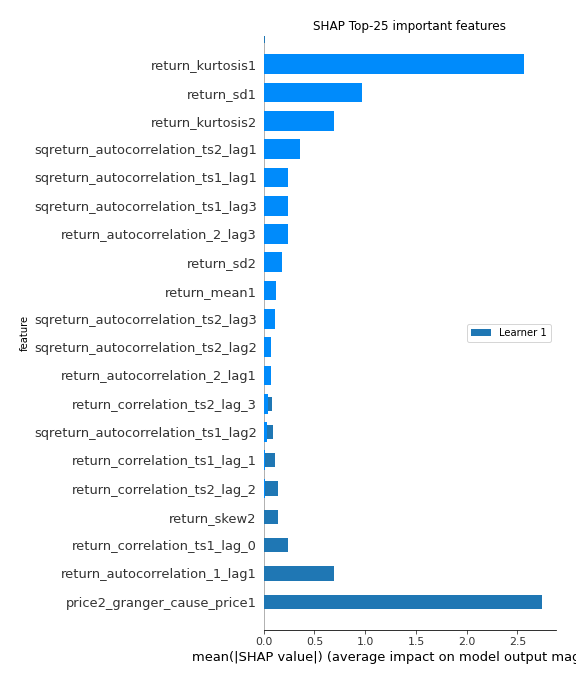 SHAP Top-25 important features
return_kurtosis1
return_sd1
return_kurtosis2
sqreturn_autocorrelation_ts2_lag1
sqreturn_autocorrelation_ts1_lag1
sqreturn_autocorrelation_ts1_lag3
return_autocorrelation_2_lag3
return_sd2
return_mean1
sqreturn_autocorrelation_ts2_lag3
feature
Learner 1
sqreturn_autocorrelation_ts2_lag2
return_autocorrelation_2_lag1
return_correlation_ts2_lag_3
sqreturn_autocorrelation_ts1_lag2
return_correlation_ts1_lag_1
return_correlation_ts2_lag_2
return_skew2
return_correlation_ts1_lag_0
return_autocorrelation_1_lag1
price2_granger_cause_price1
0.0 0.5 1.0 1.5 2.0 2.5
mean(|SHAP value|) (average impact on model output mag